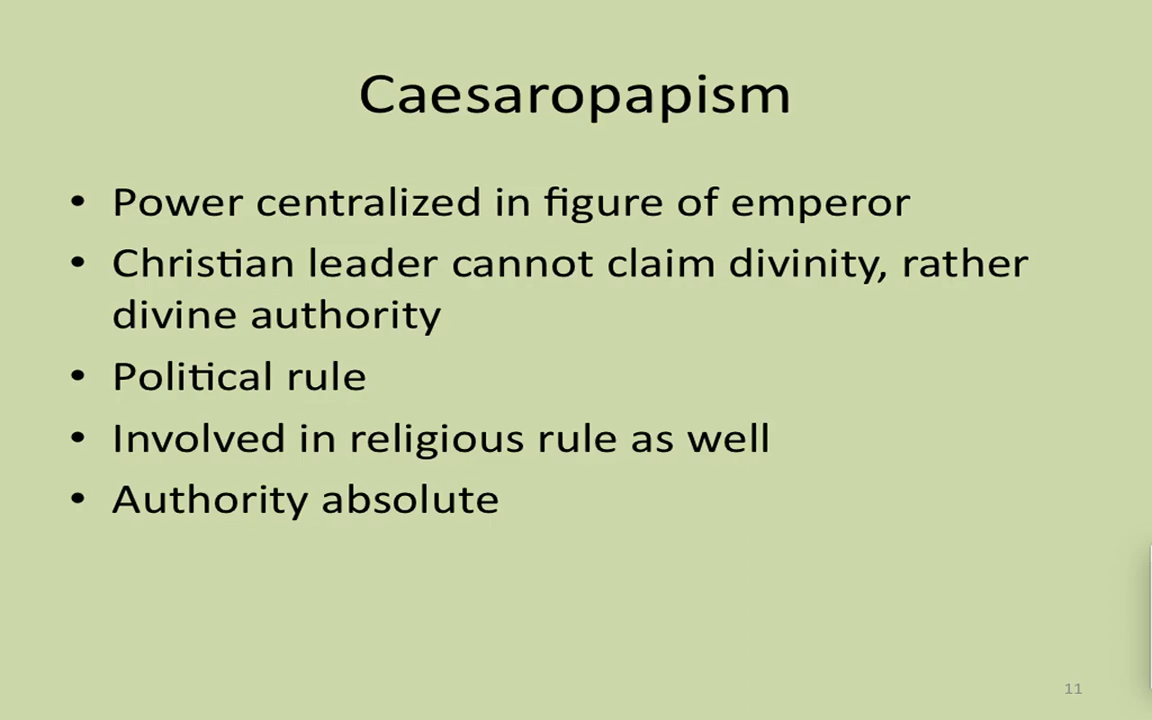 Caesaropapism
• Power centralized in figure of emperor
• Christian leader cannot claim divinity, rather
divine authority
• Political rule
• Involved in religious rule as well
• Authority absolute
11